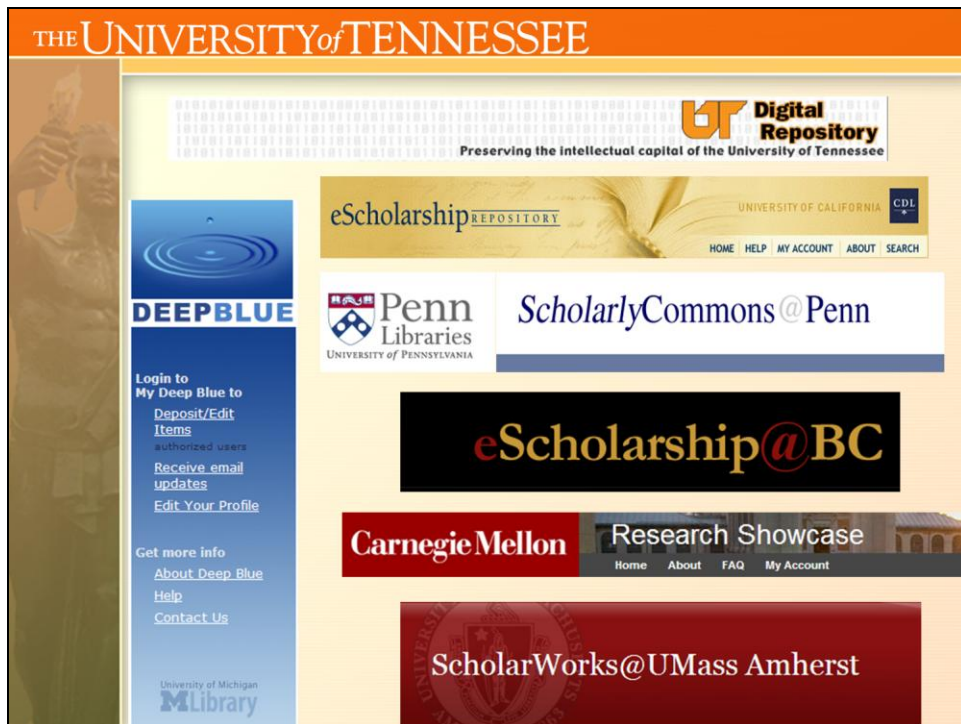 THE UNIVERSITY of TENNESSEE
UT Digital
Repository
Preserving the intellectual capital of the University of Tennessee
eScholarship REPOSITORY
UNIVERSITY OF CALIFORNIA
CDL
HOME HELP MY ACCOUNT ABOUT SEARCH
DEEPBLUE
Login to
My Deep Blue to
Deposit/Edit
Items
authorized users
Receive email
updates
Edit Your Profile
Get more info
About Deep Blue
Help
Contact Us
University of Michigan
MLibrary
Penn
Libraries
UNIVERSITY of PENNSYLVANIA
ScholarlyCommons@Penn
eScholarship@BC
Carnegie Mellon
Research Showcase
Home About FAQ My Account
ScholarWorks@UMass Amherst